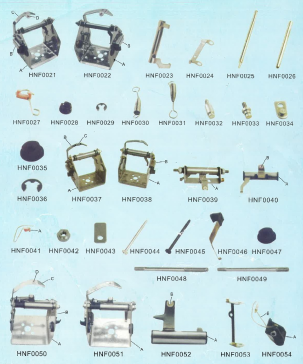 C B A B A
HNF0021 HNF0022 HNF0023 HNF0024 HNF0025 HNF0026
HNF0027 HNF0028 HNF0029 HNF0030 HNF0031 HNF0032 HNF0033 HNF0034
HNF0035
HNF0036 HNF0037 HNF0038 HNF0039 HNF0040
HNF0041 HNF0042 HNF0043 HNF0044 HNF0045 HNF0046 HNF0047
HNF0048 HNF0049
HNF0050 HNF0051 HNF0052 HNF0053 HNF0054